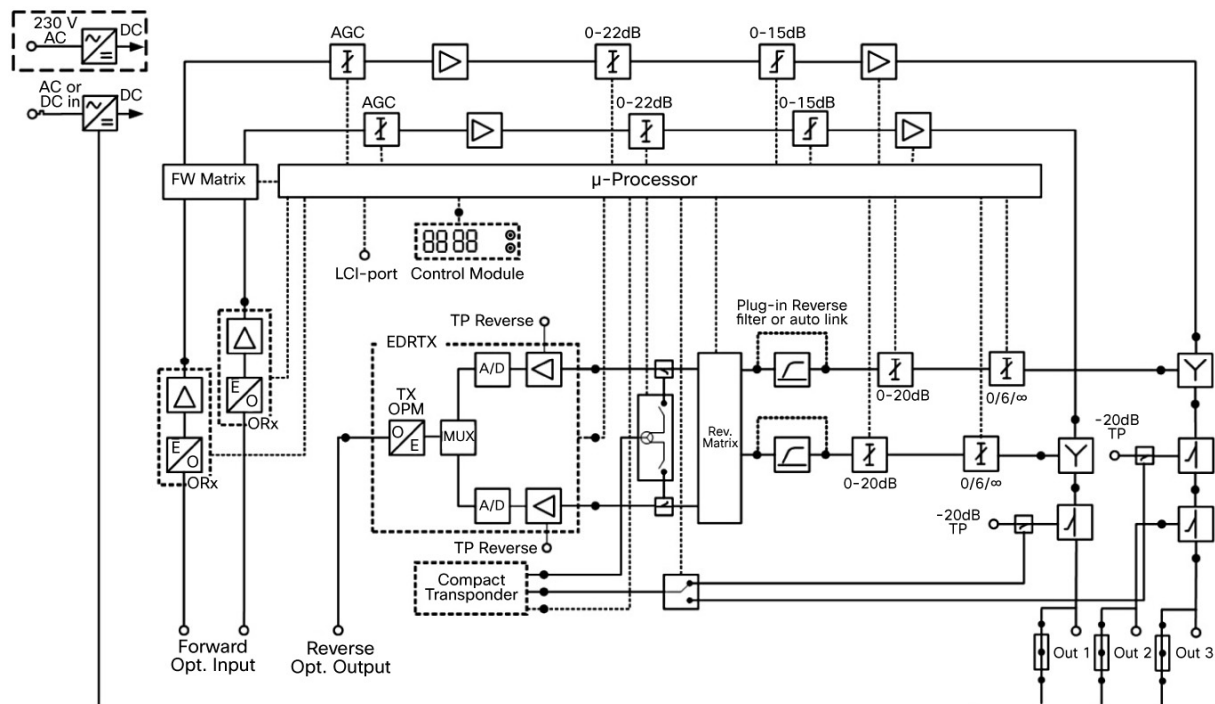 230 V
AC
DC
AC or
DC in
DC
AGC
0-22dB
0-15dB
AGC
0-22dB
0-15dB
FW Matrix
μ-Processor
LCI-port
Control Module
Plug-in Reverse
filter or auto link
TP Reverse
EDRTX
A/D
TX
OPM
O
E
MUX
A/D
TP Reverse
E
O
ORx
E
O
ORx
Rev.
Matrix
0-20dB
0/6/∞
0-20dB
0/6/∞
-20dB
TP
-20dB
TP
Compact
Transponder
Forward
Opt. Input
Reverse
Opt. Output
Out 1
Out 2
Out 3